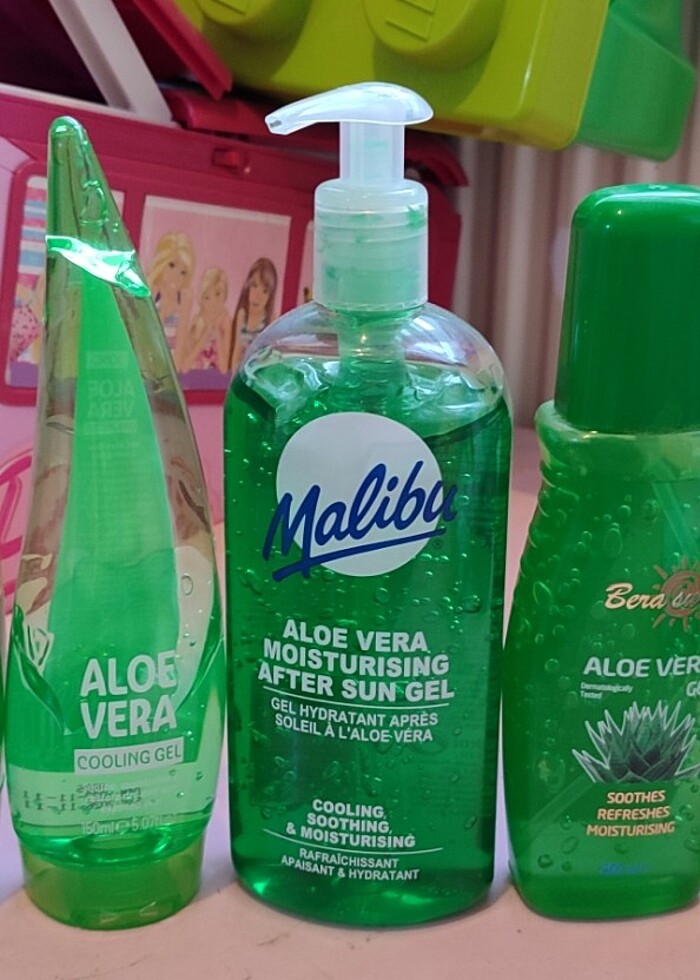 ALOE
VERA
COOLING GEL
150ml
Malibu
ALOE VERA
MOISTURISING
AFTER SUN GEL
GEL HYDRATANT APRÈS
SOLEIL À L'ALOE VÉRA
COOLING,
SOOTHING,
& MOISTURISING
RAFRAÎCHISSANT
APAISANT & HYDRATANT
Bera
ALOE VER
Dermatologically
Tested
SOOTHES
REFRESHES
MOISTURISING